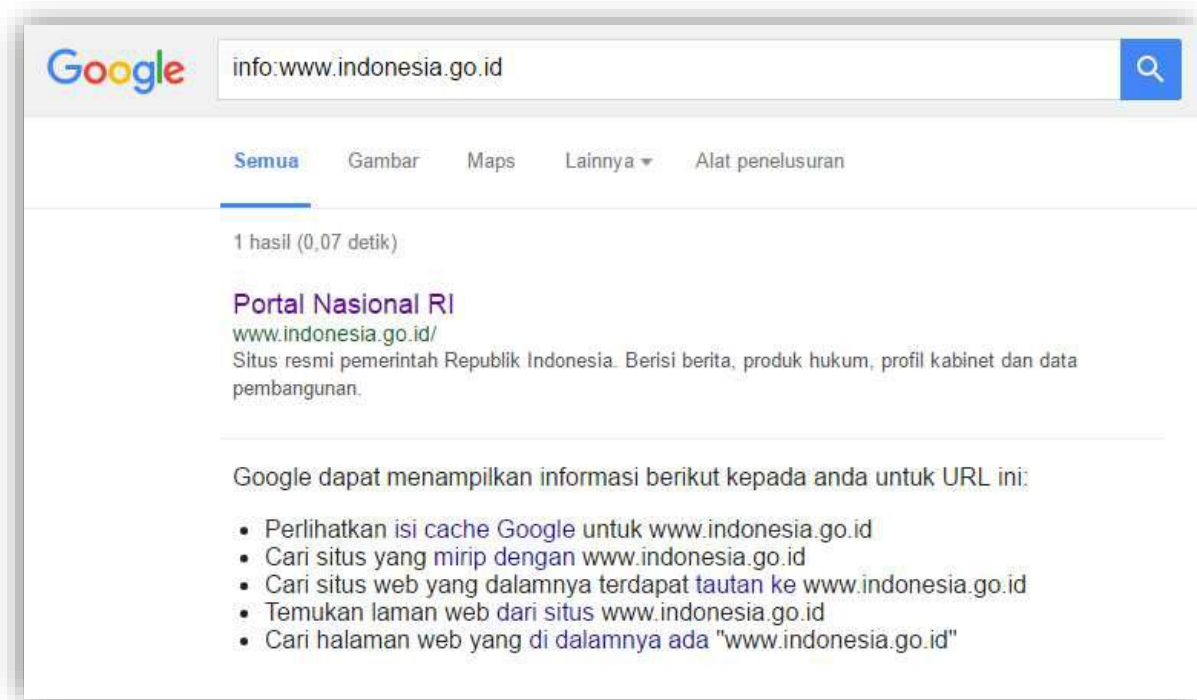 Google info:www.indonesia.go.id
Semua Gambar Maps Lainnya Alat penelusuran
1 hasil (0,07 detik)
Portal Nasional RI
www.indonesia.go.id/
Situs resmi pemerintah Republik Indonesia. Berisi berita, produk hukum, profil kabinet dan data
pembangunan.
Google dapat menampilkan informasi berikut kepada anda untuk URL ini:
• Perlihatkan isi cache Google untuk www.indonesia.go.id
• Cari situs yang mirip dengan www.indonesia.go.id
• Cari situs web yang dalamnya terdapat tautan ke www.indonesia.go.id
• Temukan laman web dari situs www.indonesia.go.id
• Cari halaman web yang di dalamnya ada "www.indonesia.go.id"